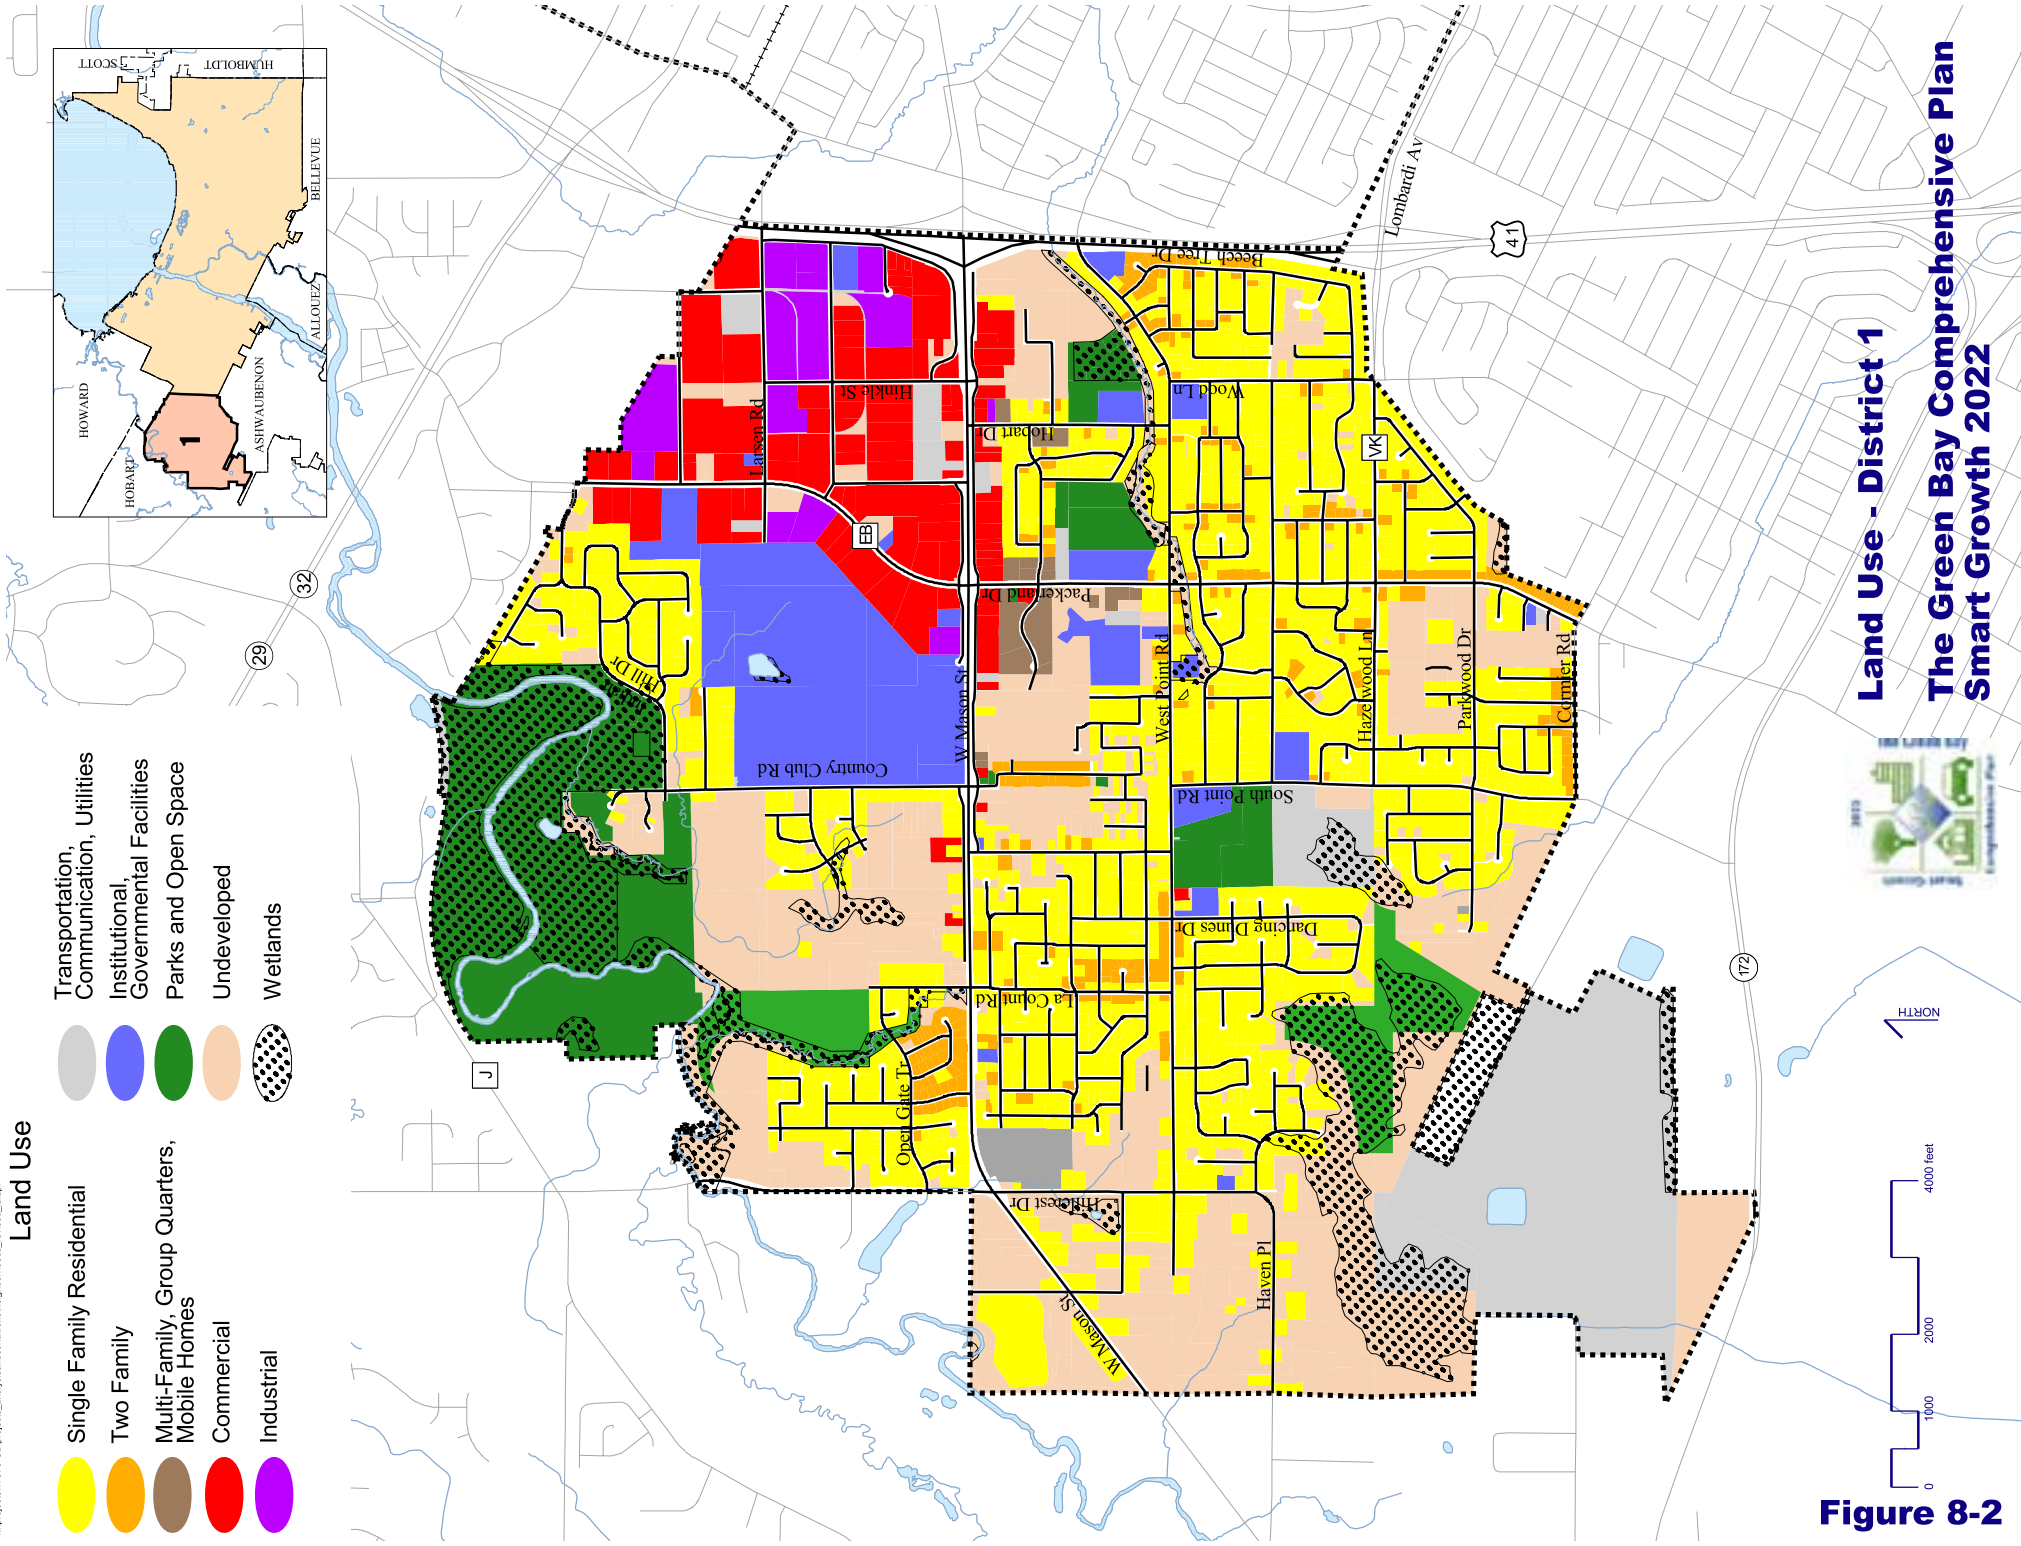 Land Use - District 1
The Green Bay Comprehensive Plan
Smart Growth 2022
Figure 8-2
Land Use
Single Family Residential
Two Family
Multi-Family, Group Quarters,
Mobile Homes
Commercial
Industrial
Transportation,
Communication, Utilities
Institutional,
Governmental Facilities
Parks and Open Space
Undeveloped
Wetlands
SCOTT
HUMBOLDT
HOWARD
HOBART
1
ASHWAUBENON
ALLOUEZ
BELLEVUE
29
32
J
EB
VK
41
172
Lombardi Av
Beech Tree Dr
Larsen Rd
Hinkle St
Hobart Dr
Wood Ln
Packerland Dr
Hill Dr
W Mason St
West Point Rd
Hazelwood Ln
Parkwood Dr
Cormier Rd
Country Club Rd
South Point Rd
Dancing Dunes Dr
La Count Rd
Open Gate Tr
Hillcrest Dr
W Mason St
Haven Pl
NORTH
0
1000
2000
4000 feet